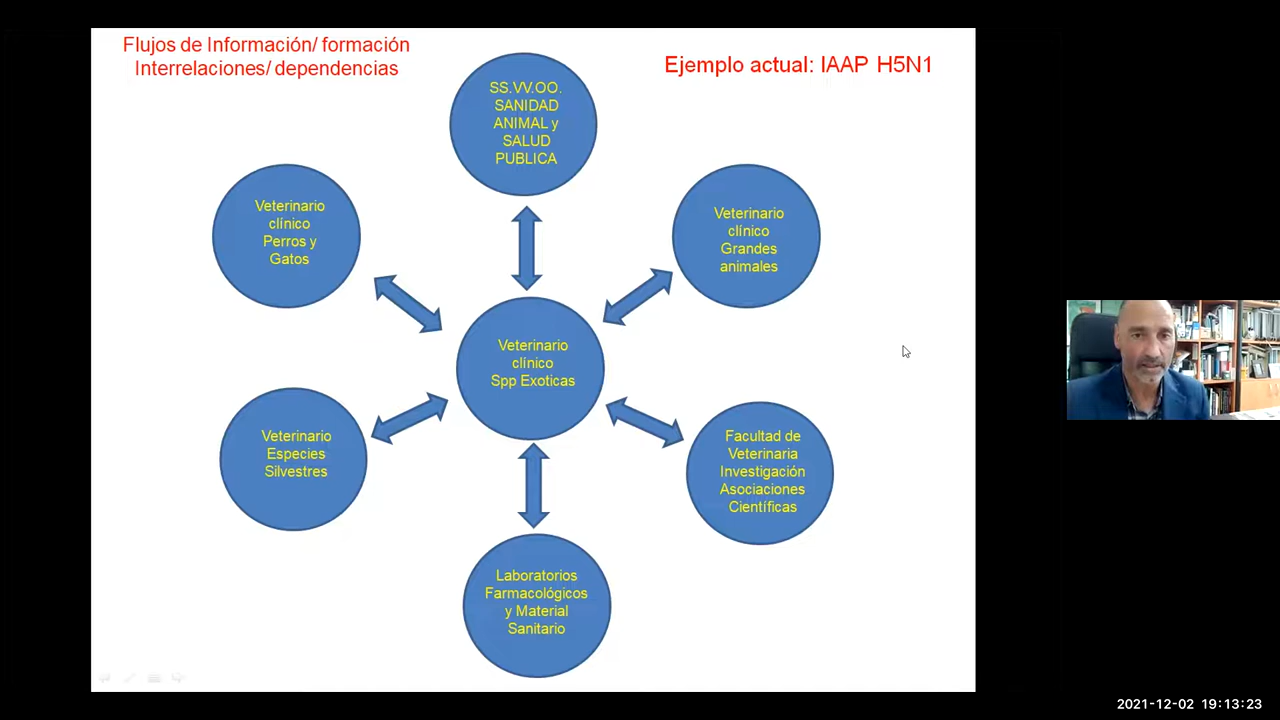 Flujos de Información/ formación
Interrelaciones/ dependencias
Ejemplo actual: IAAP H5N1
SS.VV.OO.
SANIDAD
ANIMAL y
SALUD
PUBLICA
Veterinario
clínico
Perros y
Gatos
Veterinario
clínico
Grandes
animales
Veterinario
clínico
Spp Exoticas
Veterinario
Especies
Silvestres
Facultad de
Veterinaria
Investigación
Asociaciones
Científicas
Laboratorios
Farmacológicos
y Material
Sanitario
2021-12-02 19:13:23